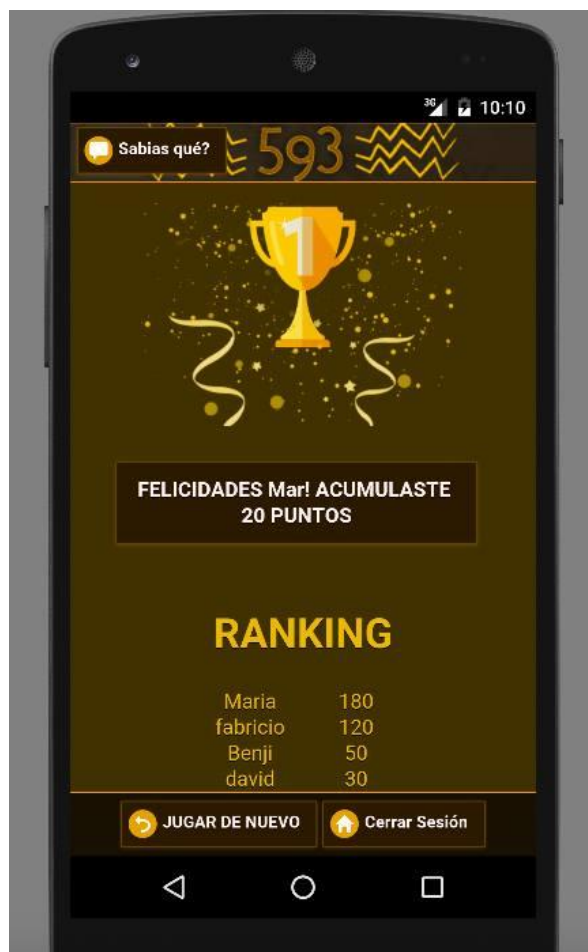 3G 10:10
Sabias qué?
593
1
FELICIDADES Mar! ACUMULASTE
20 PUNTOS
RANKING
Maria 180
fabricio 120
Benji 50
david 30
JUGAR DE NUEVO Cerrar Sesión